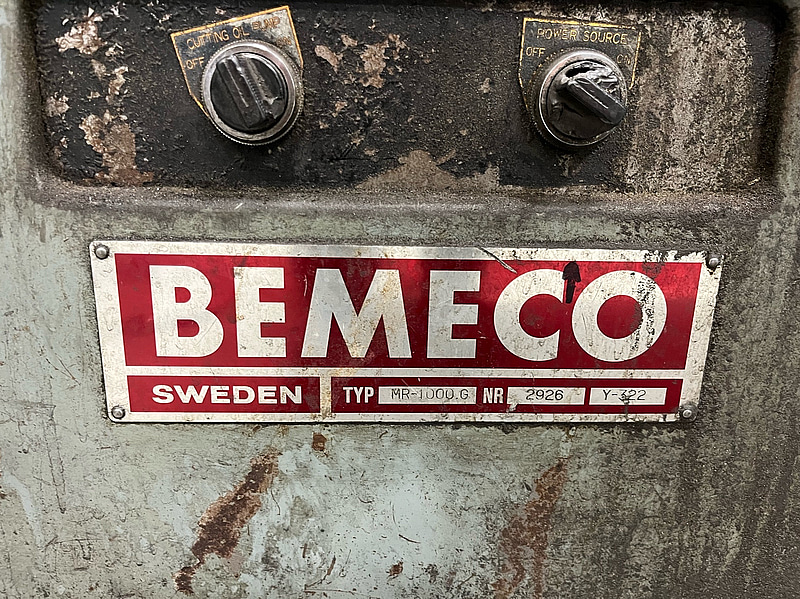 CUTTING OIL PUMP
OFF
POWER SOURCE
OFF
BEMECO
SWEDEN TYP MR-1000.G NR 2926 Y-322